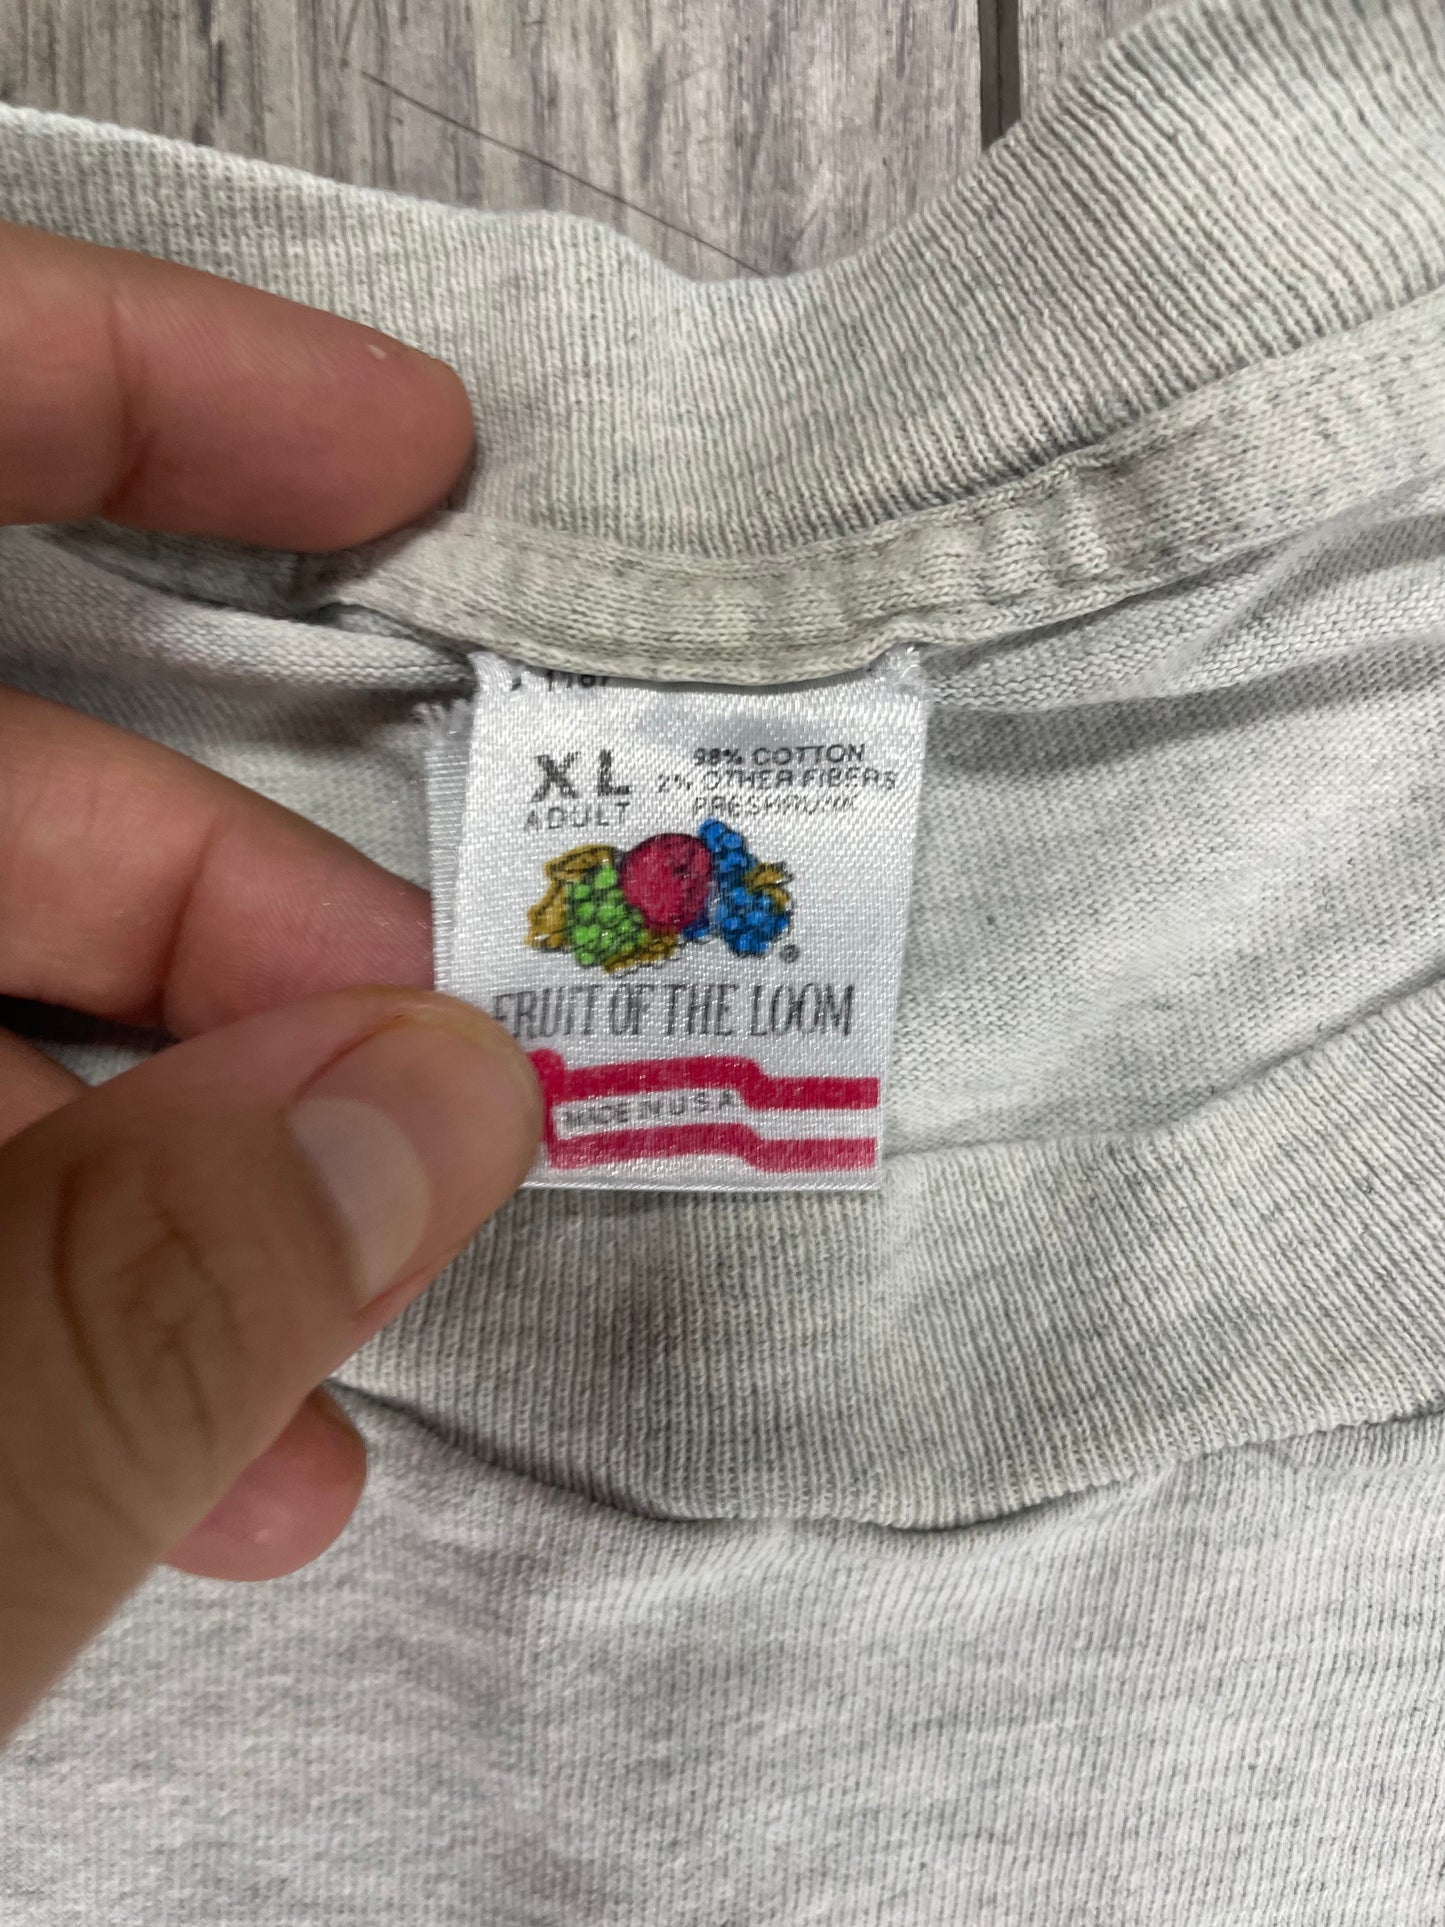 XL
ADULT
98% COTTON
2% OTHER FIBERS
PRESHRUNK
®
FRUIT OF THE LOOM
MADE IN U.S.A.